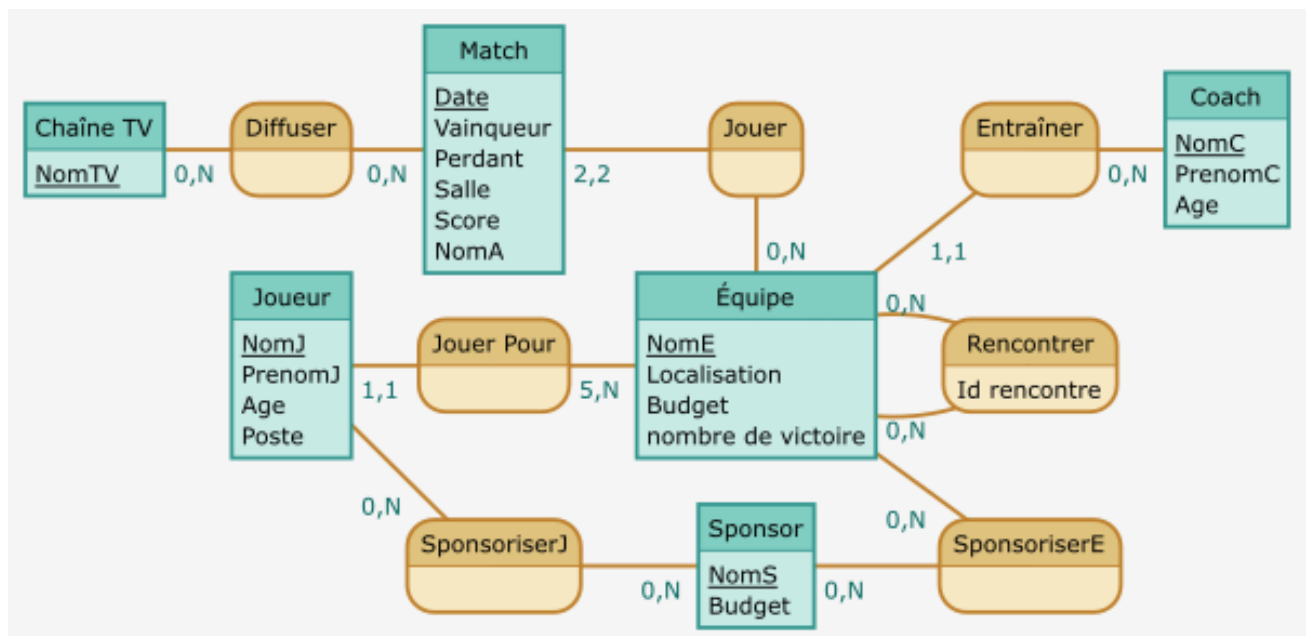 Match
Date
Vainqueur
Perdant
Salle
Score
NomA
Chaîne TV
NomTV
0,N
Diffuser
0,N
2,2
Jouer
0,N
Entraîner
0,N
1,1
Coach
NomC
PrenomC
Age
Joueur
NomJ
PrenomJ
Age
Poste
1,1
Jouer Pour
5,N
Équipe
NomE
Localisation
Budget
nombre de victoire
0,N
Rencontrer
Id rencontre
0,N
0,N
SponsoriserJ
0,N
Sponsor
NomS
Budget
0,N
0,N
SponsoriserE